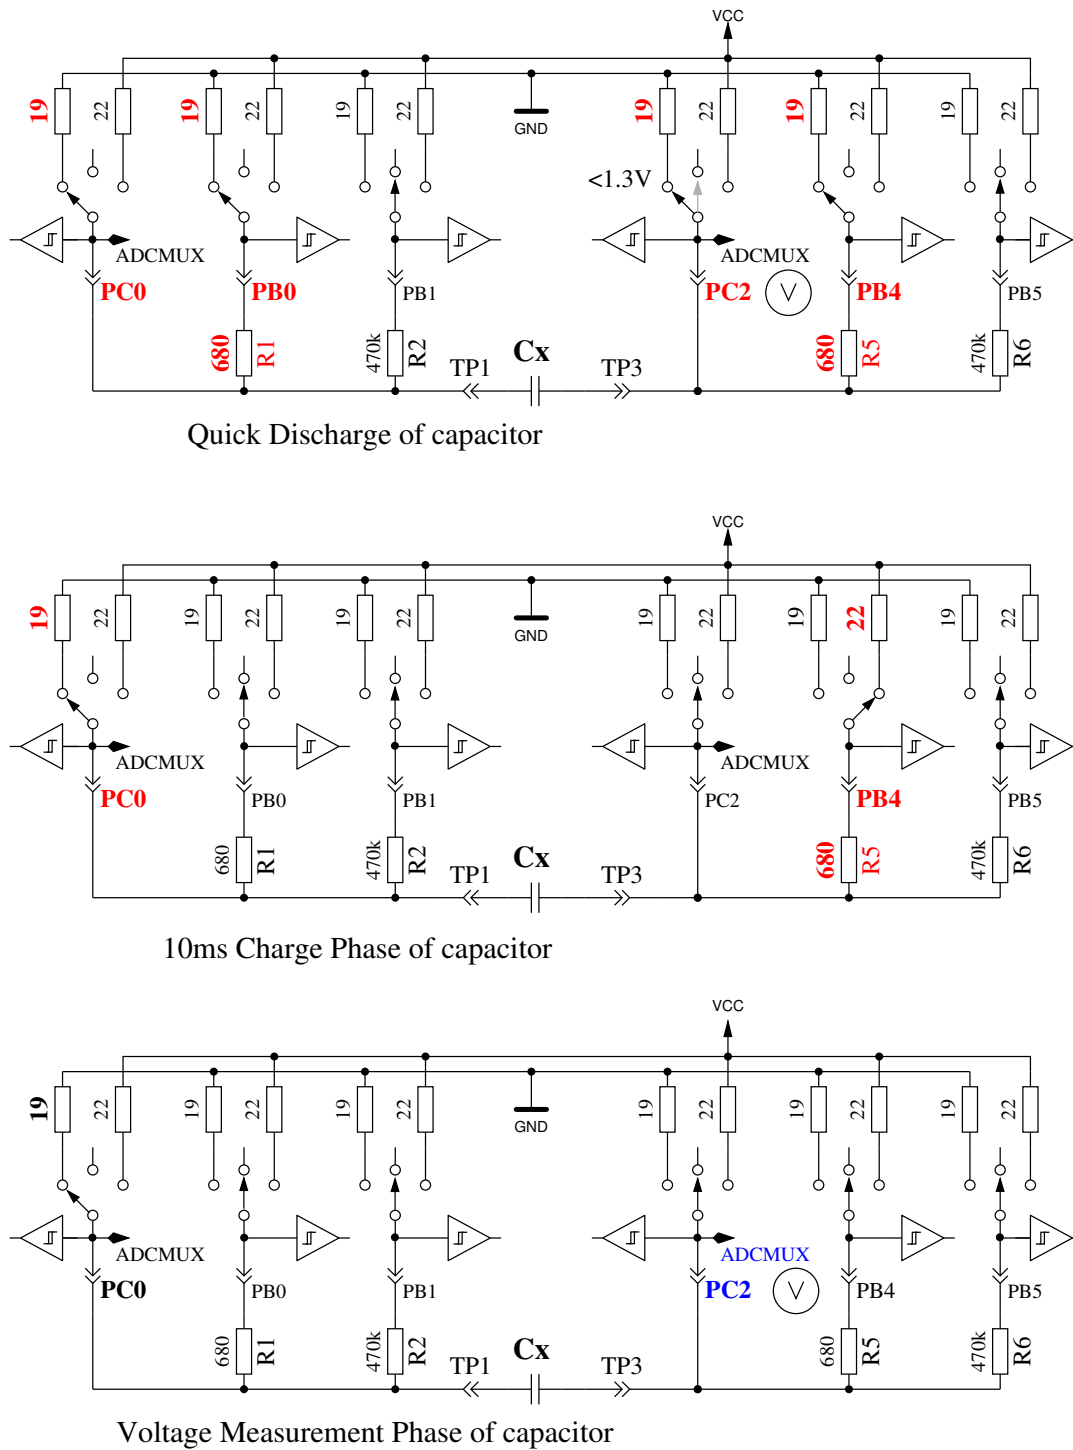 VCC
19 22 19 22 19 22 GND 19 22 19 22 19 22
<1.3V
ADCMUX ADCMUX
PC0 PB0 PB1 PC2 V PB4 PB5
680 R1 470k R2 TP1 Cx TP3 680 R5 470k R6
Quick Discharge of capacitor
VCC
19 22 19 22 19 22 GND 19 22 19 22 19 22
ADCMUX ADCMUX
PC0 PB0 PB1 PC2 PB4 PB5
680 R1 470k R2 TP1 Cx TP3 680 R5 470k R6
10ms Charge Phase of capacitor
VCC
19 22 19 22 19 22 GND 19 22 19 22 19 22
ADCMUX ADCMUX
PC0 PB0 PB1 PC2 V PB4 PB5
680 R1 470k R2 TP1 Cx TP3 680 R5 470k R6
Voltage Measurement Phase of capacitor